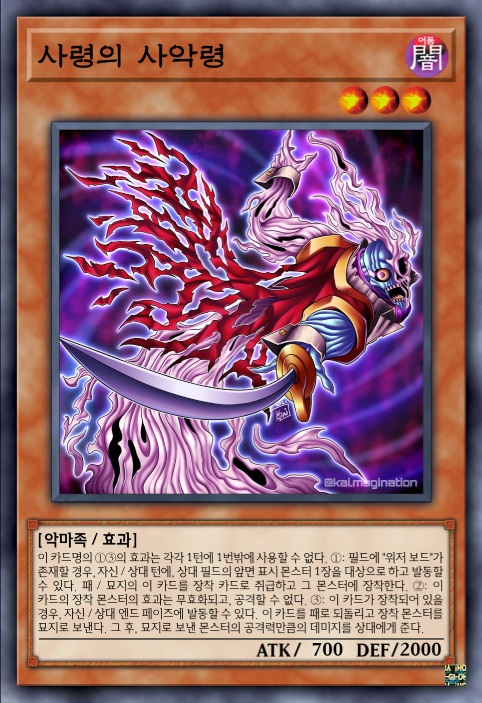 사령의 사악령
어둠
闇
@kai.magination
[악마족 / 효과]
이 카드명의 ①③의 효과는 각각 1턴에 1번밖에 사용할 수 없다. ①: 필드에 "위저 보드"가
존재할 경우, 자신 / 상대 턴에, 상대 필드의 앞면 표시 몬스터 1장을 대상으로 하고 발동할
수 있다. 패 / 묘지의 이 카드를 장착 카드로 취급하고 그 몬스터에 장착한다. ②: 이
카드의 장착 몬스터의 효과는 무효화되고, 공격할 수 없다. ③: 이 카드가 장착되어 있을
경우, 자신 / 상대 엔드 페이즈에 발동할 수 있다. 이 카드를 패로 되돌리고 장착 몬스터를
묘지로 보낸다. 그 후, 묘지로 보낸 몬스터의 공격력만큼의 데미지를 상대에게 준다.
ATK/ 700 DEF/2000